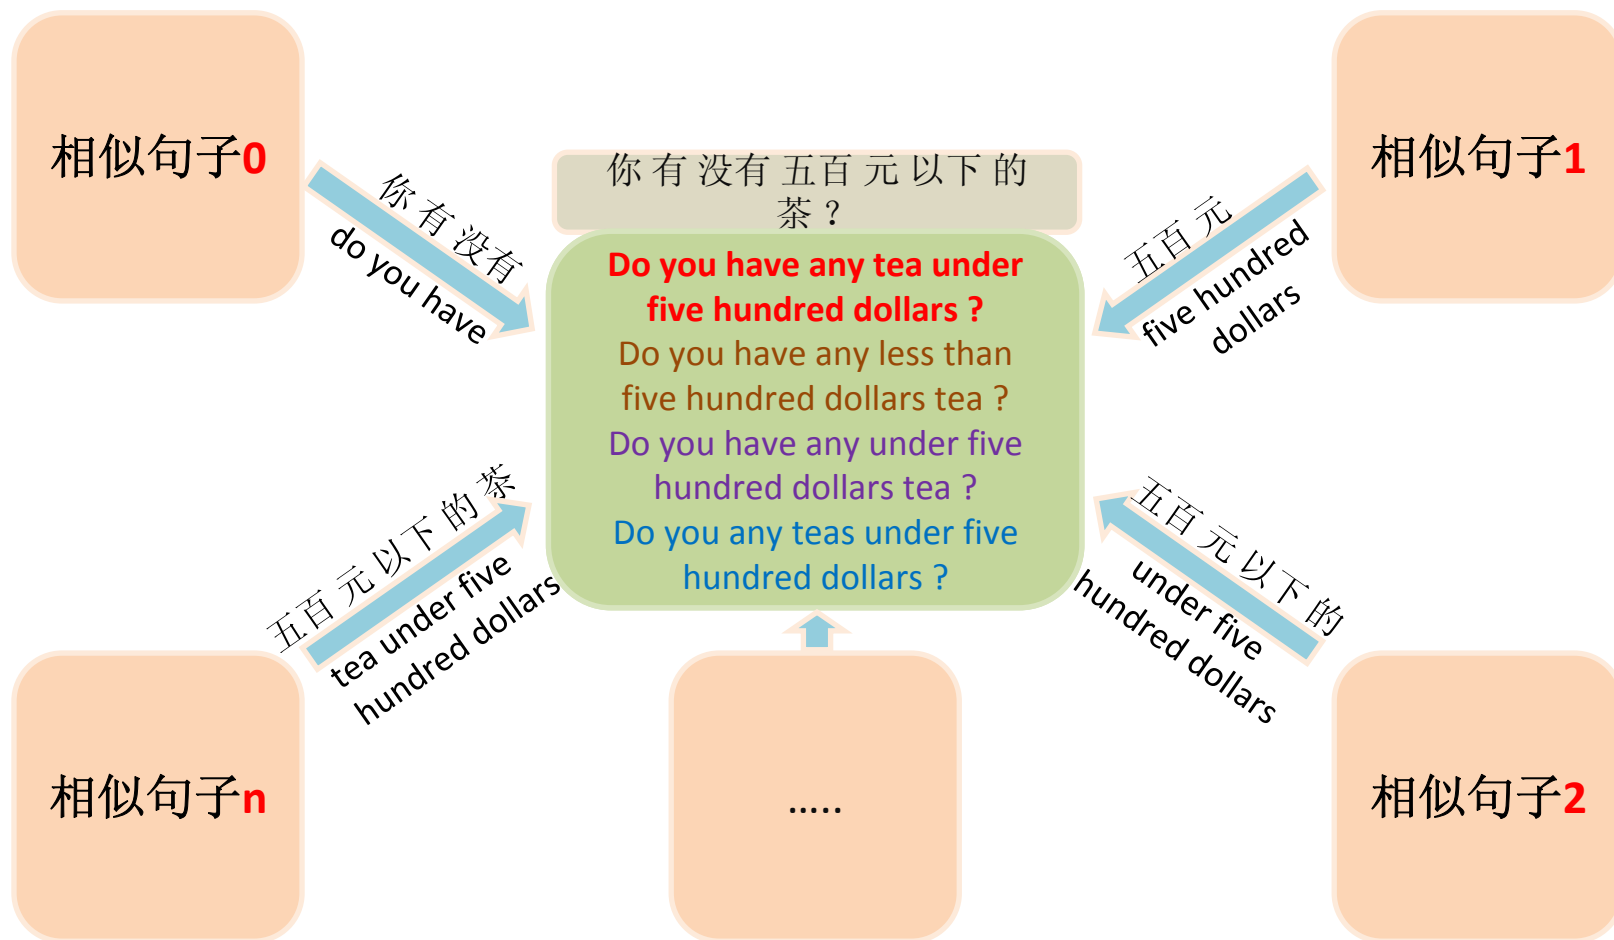 相似句子0
你 有 没有
do you have
你 有 没有 五百 元 以下 的
茶 ？
Do you have any tea under
five hundred dollars ?
Do you have any less than
five hundred dollars tea ?
Do you have any under five
hundred dollars tea ?
Do you any teas under five
hundred dollars ?
相似句子1
五百 元
five hundred
dollars
相似句子n
五百 元 以下 的 茶
tea under five
hundred dollars
.....
相似句子2
五百 元 以下 的
under five
hundred dollars